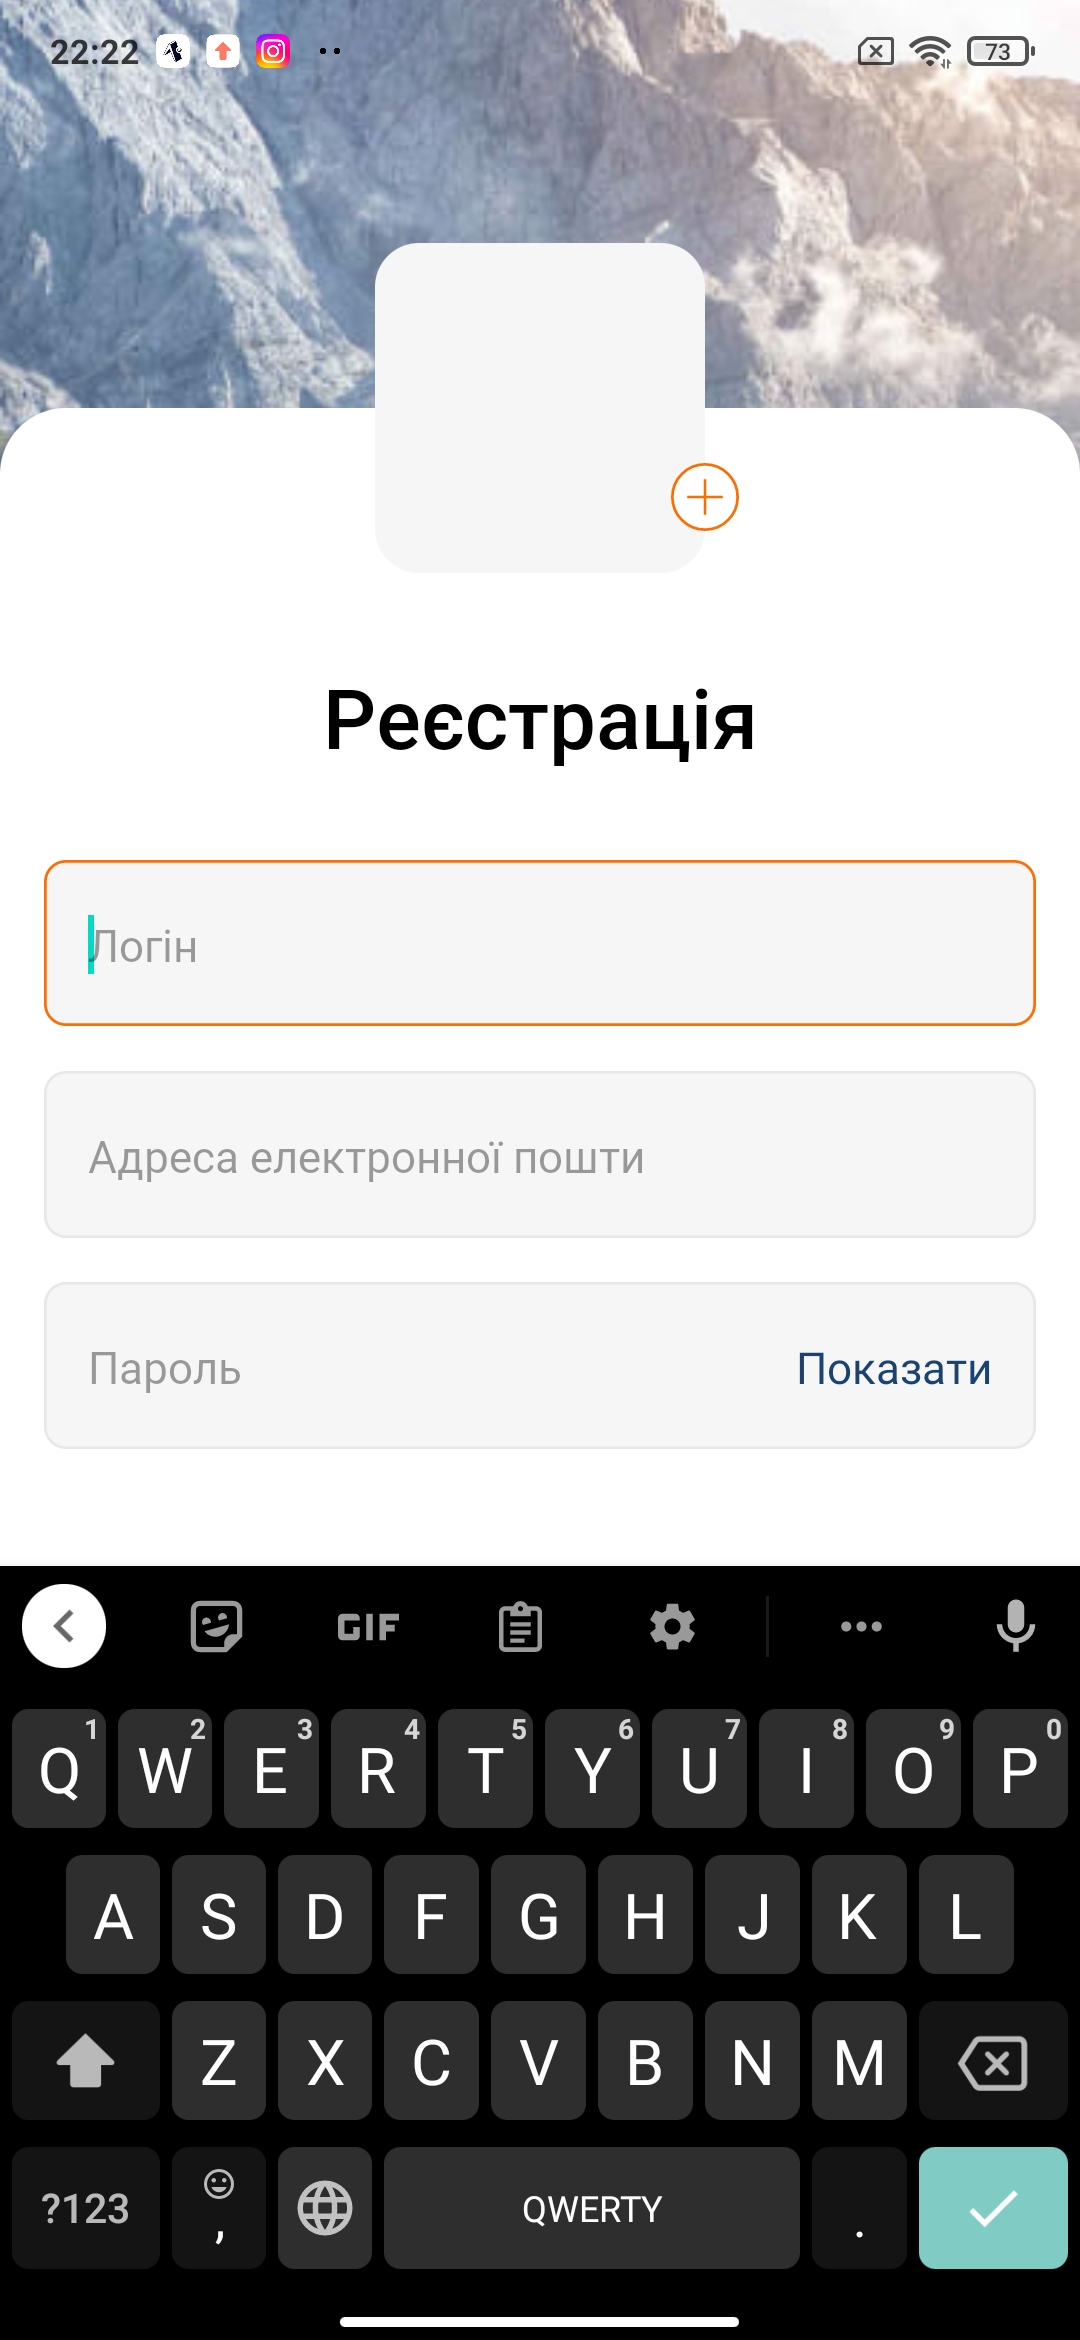 22:22
73
Реєстрація
Логін
Адреса електронної пошти
Пароль Показати
GIF
1 2 3 4 5 6 7 8 9 0
Q W E R T Y U I O P
A S D F G H J K L
Z X C V B N M
?123 , QWERTY .